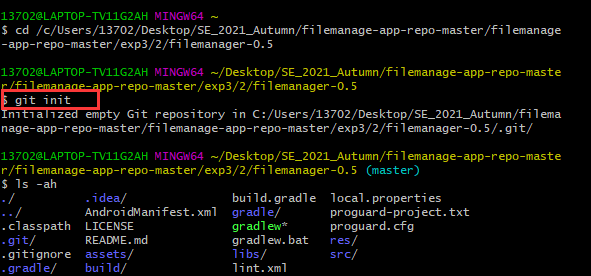 13702@LAPTOP-TV11G2AH MINGW64 ~
$ cd /c/Users/13702/Desktop/SE_2021_Autumn/filemanage-app-repo-master/filemanage
-app-repo-master/exp3/2/filemanager-0.5
13702@LAPTOP-TV11G2AH MINGW64 ~/Desktop/SE_2021_Autumn/filemanage-app-repo-maste
r/filemanage-app-repo-master/exp3/2/filemanager-0.5
$ git init
Initialized empty Git repository in C:/Users/13702/Desktop/SE_2021_Autumn/filema
nage-app-repo-master/filemanage-app-repo-master/exp3/2/filemanager-0.5/.git/
13702@LAPTOP-TV11G2AH MINGW64 ~/Desktop/SE_2021_Autumn/filemanage-app-repo-maste
r/filemanage-app-repo-master/exp3/2/filemanager-0.5 (master)
$ ls -ah
./ .idea/ build.gradle local.properties
../ AndroidManifest.xml gradle/ proguard-project.txt
.classpath LICENSE gradlew* proguard.cfg
.git/ README.md gradlew.bat res/
.gitignore assets/ libs/ src/
.gradle/ build/ lint.xml